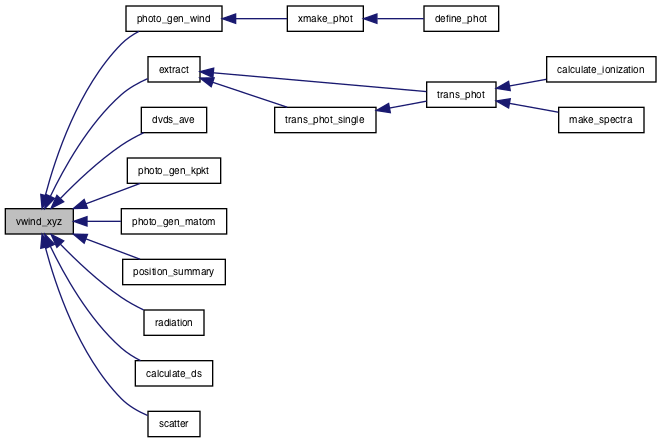 photo_gen_wind
xmake_phot
define_phot
extract
calculate_ionization
trans_phot
dvds_ave
trans_phot_single
make_spectra
photo_gen_kpkt
vwind_xyz
photo_gen_matom
position_summary
radiation
calculate_ds
scatter